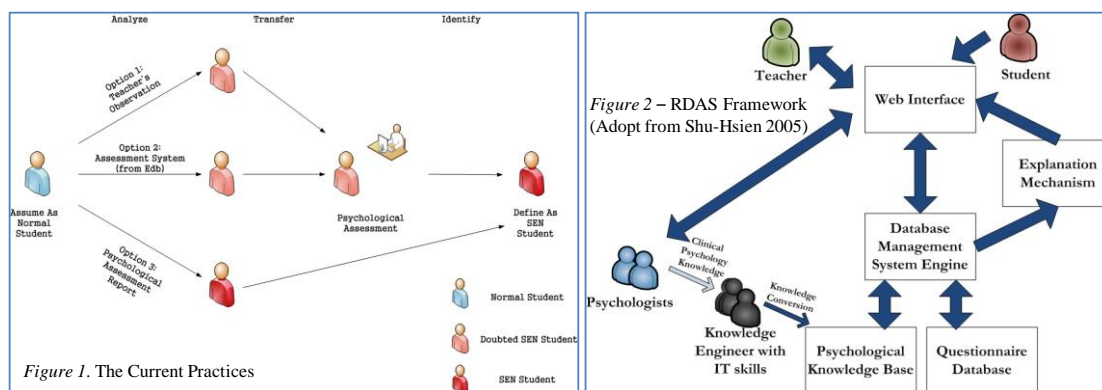 Analyze Transfer Identify
Option 1:
Teacher's
Observation
Option 2:
Assessment System
(from Edb)
Assume As
Normal
Student
Psychological
Assessment
Define As
SEN
Student
Option 3:
Psychological
Assessment
Report
Normal Student
Doubted SEN Student
SEN Student
Figure 1. The Current Practices
Teacher
Student
Figure 2 – RDAS Framework
(Adopt from Shu-Hsien 2005)
Web Interface
Explanation
Mechanism
Database
Management
System Engine
Clinical
Psychology
Knowledge
Psychologists
Knowledge
Conversion
Knowledge
Engineer with
IT skills
Psychological
Knowledge Base
Questionnaire
Database